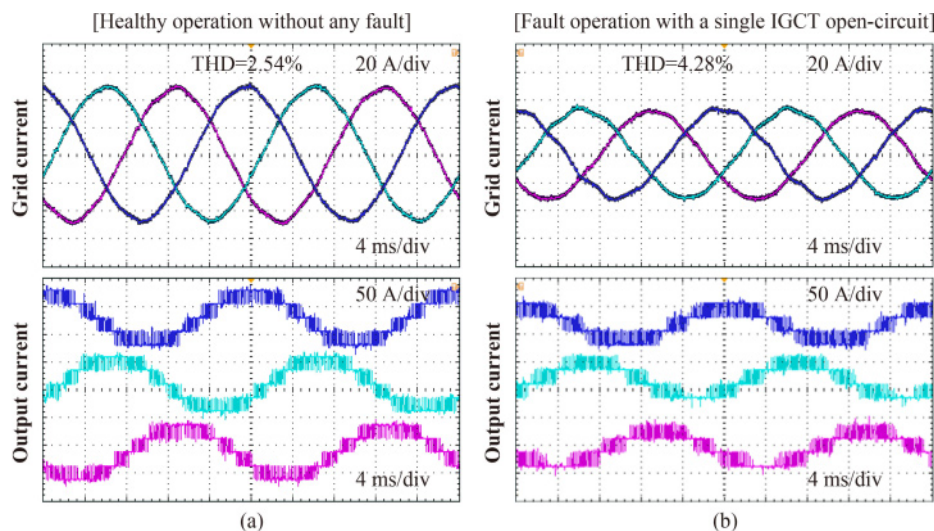 [Healthy operation without any fault]
[Fault operation with a single IGCT open-circuit]
(a)
(b)
THD=2.54%
20 A/div
THD=4.28%
20 A/div
Grid current
Grid current
4 ms/div
4 ms/div
50 A/div
50 A/div
Output current
Output current
4 ms/div
4 ms/div
(a)
(b)